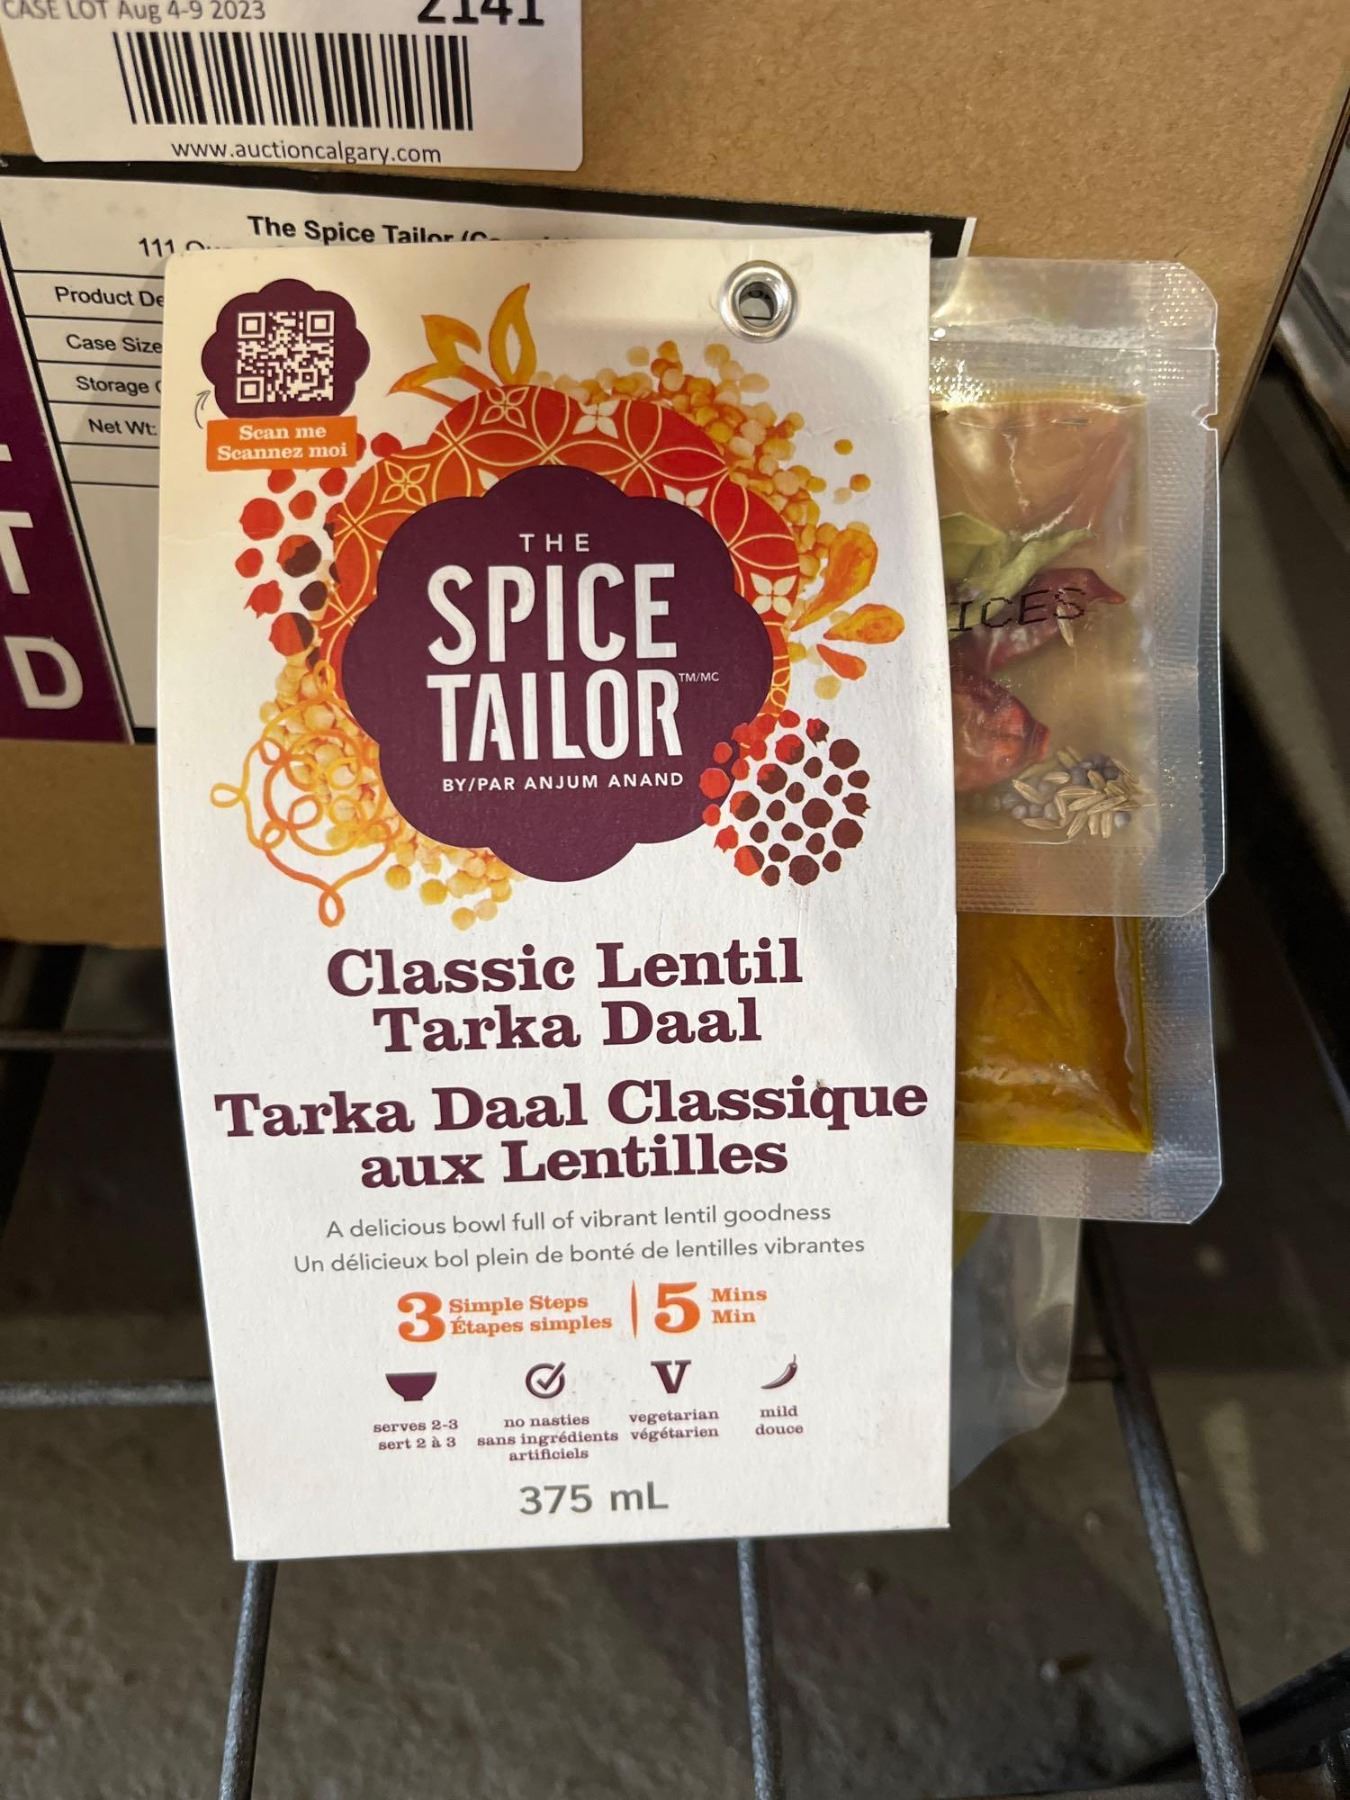 CASE LOT Aug 4-9 2023
2141
www.auctioncalgary.com
The Spice Tailor
111
Product
Case Size
Storage
Net Wt:
T
D
Scan me
Scannez moi
THE
SPICE
TAILOR
TM/MC
BY/PAR ANJUM ANAND
ICES
Classic Lentil
Tarka Daal
Tarka Daal Classique
aux Lentilles
A delicious bowl full of vibrant lentil goodness
Un délicieux bol plein de bonté de lentilles vibrantes
3 Simple Steps
Étapes simples
5 Mins
Min
serves 2-3
sert 2 à 3
no nasties
sans ingrédients
artificiels
V
vegetarian
végétarien
mild
douce
375 mL